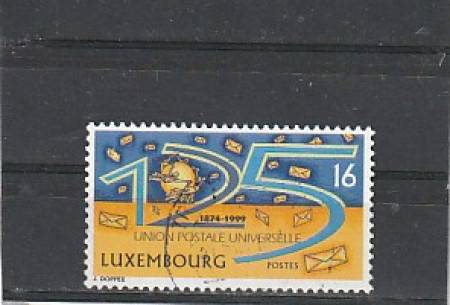 125
16
1874-1999
UNION POSTALE UNIVERSELLE
LUXEMBOURG POSTES